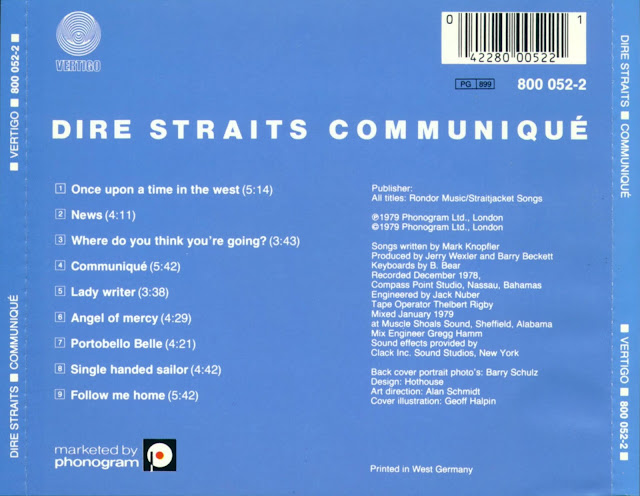 VERTIGO
0 42280 00522 1
PG 899 800 052-2
DIRE STRAITS COMMUNIQUÉ
1 Once upon a time in the west (5:14)
2 News (4:11)
3 Where do you think you're going? (3:43)
4 Communiqué (5:42)
5 Lady writer (3:38)
6 Angel of mercy (4:29)
7 Portobello Belle (4:21)
8 Single handed sailor (4:42)
9 Follow me home (5:42)
Publisher:
All titles: Rondor Music/Straitjacket Songs
℗1979 Phonogram Ltd., London
©1979 Phonogram Ltd., London
Songs written by Mark Knopfler
Produced by Jerry Wexler and Barry Beckett
Keyboards by B. Bear
Recorded December 1978,
Compass Point Studio, Nassau, Bahamas
Engineered by Jack Nuber
Tape Operator Thelbert Rigby
Mixed January 1979
at Muscle Shoals Sound, Sheffield, Alabama
Mix Engineer Gregg Hamm
Sound effects provided by
Clack Inc. Sound Studios, New York
Back cover portrait photo's: Barry Schulz
Design: Hothouse
Art direction: Alan Schmidt
Cover illustration: Geoff Halpin
marketed by
phonogram
Printed in West Germany
DIRE STRAITS ■ COMMUNIQUÉ ■ VERTIGO ■ 800 052-2 ■
DIRE STRAITS ■ COMMUNIQUÉ ■ VERTIGO ■ 800 052-2 ■